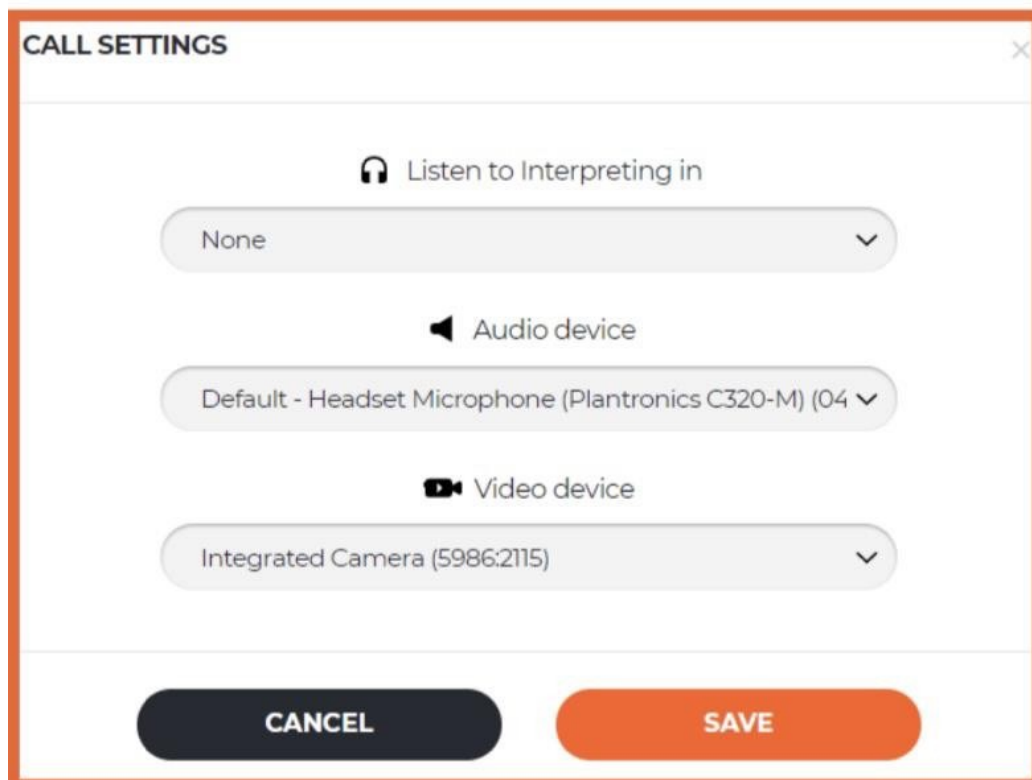 CALL SETTINGS
Listen to Interpreting in
None
Audio device
Default - Headset Microphone (Plantronics C320-M) (04
Video device
Integrated Camera (5986:2115)
CANCEL
SAVE